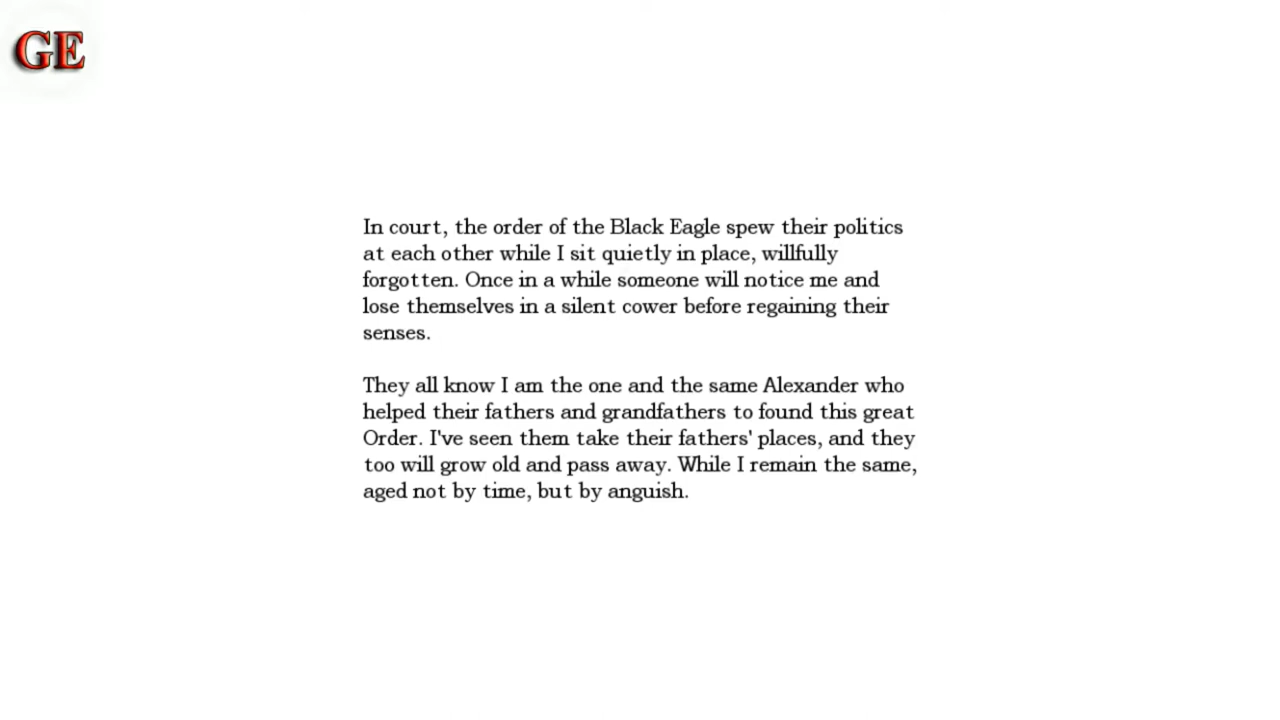 GE
In court, the order of the Black Eagle spew their politics
at each other while I sit quietly in place, willfully
forgotten. Once in a while someone will notice me and
lose themselves in a silent cower before regaining their
senses.
They all know I am the one and the same Alexander who
helped their fathers and grandfathers to found this great
Order. I've seen them take their fathers' places, and they
too will grow old and pass away. While I remain the same,
aged not by time, but by anguish.